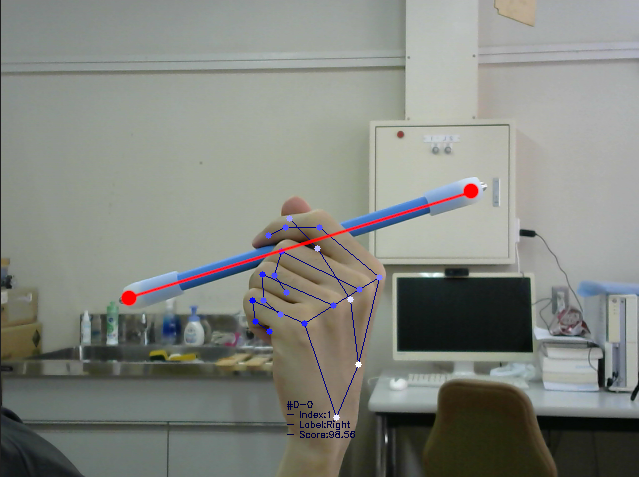 #D-0
- Index:1
- Label:Right
- Score:98.56